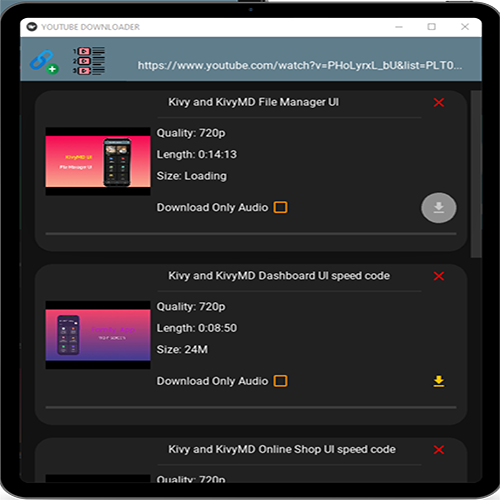 YOUTUBE DOWNLOADER
1
2
3
https://www.youtube.com/watch?v=PHoLyrxL_bU&list=PLT0...
Kivy and KivyMD File Manager UI
KivyMD UI
File Manager UI
Quality: 720p
Length: 0:14:13
Size: Loading
Download Only Audio
Kivy and KivyMD Dashboard UI speed code
Quality: 720p
Length: 0:08:50
Size: 24M
Download Only Audio
Kivy and KivyMD Online Shop UI speed code
Quality: 720p